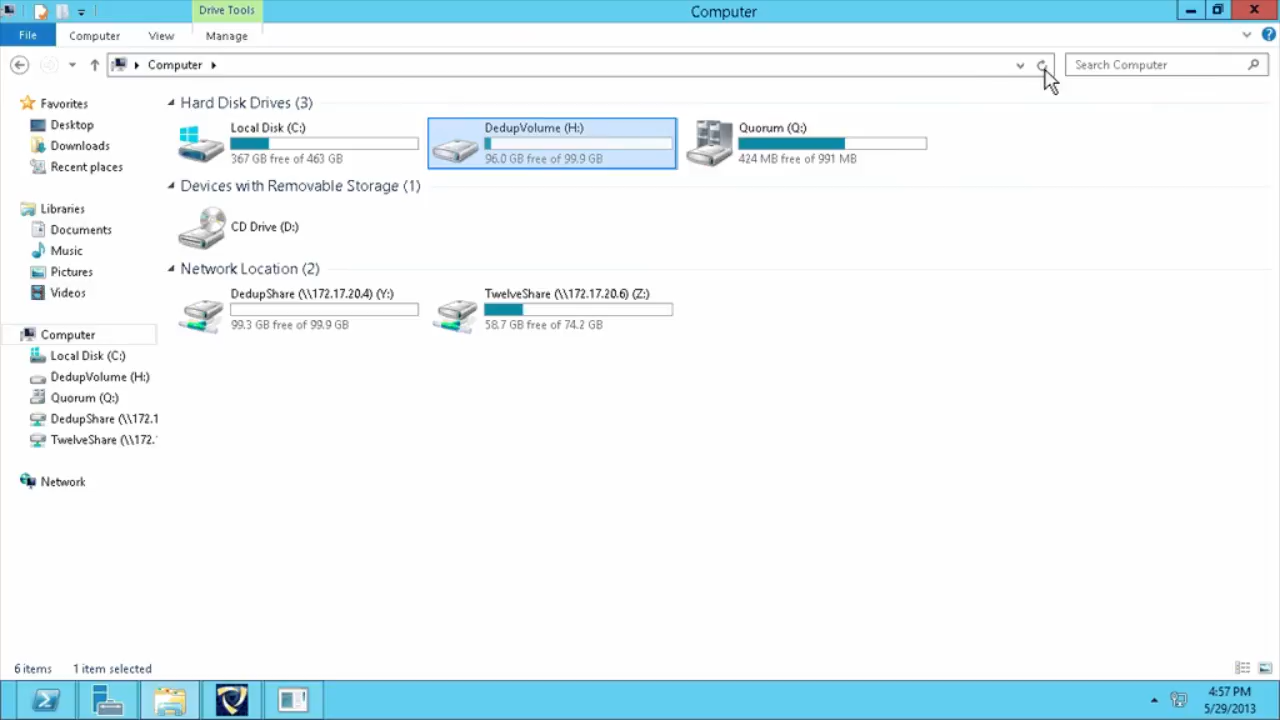 Drive Tools
Computer
File
Computer
View
Manage
Computer
Search Computer
Favorites
Desktop
Downloads
Recent places
Libraries
Documents
Music
Pictures
Videos
Computer
Local Disk (C:)
DedupVolume (H:)
Quorum (Q:)
DedupShare (\\172.1
TwelveShare (\\172.
Network
Hard Disk Drives (3)
Local Disk (C:)
367 GB free of 463 GB
DedupVolume (H:)
96.0 GB free of 99.9 GB
Quorum (Q:)
424 MB free of 991 MB
Devices with Removable Storage (1)
CD Drive (D:)
Network Location (2)
DedupShare (\\172.17.20.4) (Y:)
99.3 GB free of 99.9 GB
TwelveShare (\\172.17.20.6) (Z:)
58.7 GB free of 74.2 GB
6 items
1 item selected
4:57 PM
5/29/2013